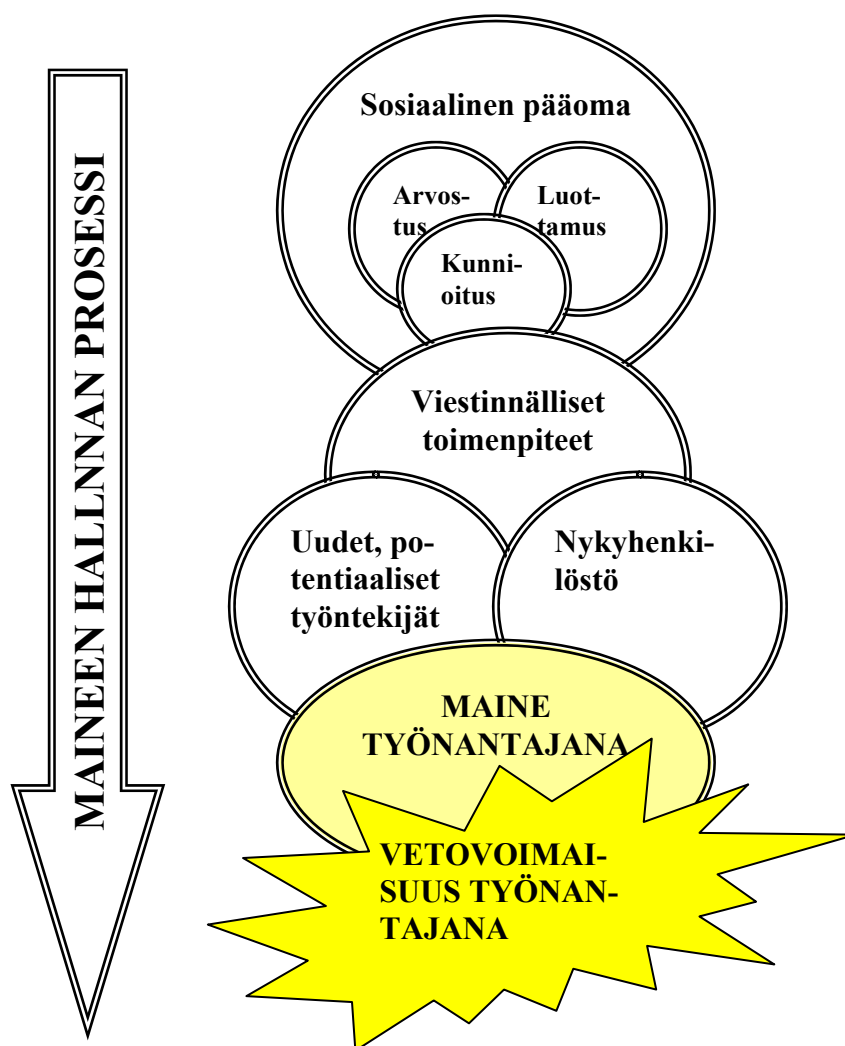 MAINEEN HALLNNAN PROSESSI
Sosiaalinen pääoma
Arvos-
tus
Luot-
tamus
Kunni-
oitus
Viestinnälliset
toimenpiteet
Uudet, po-
tentiaaliset
työntekijät
Nykyhenki-
löstö
MAINE
TYÖNANTAJANA
VETOVOIMAI-
SUUS TYÖNAN-
TAJANA